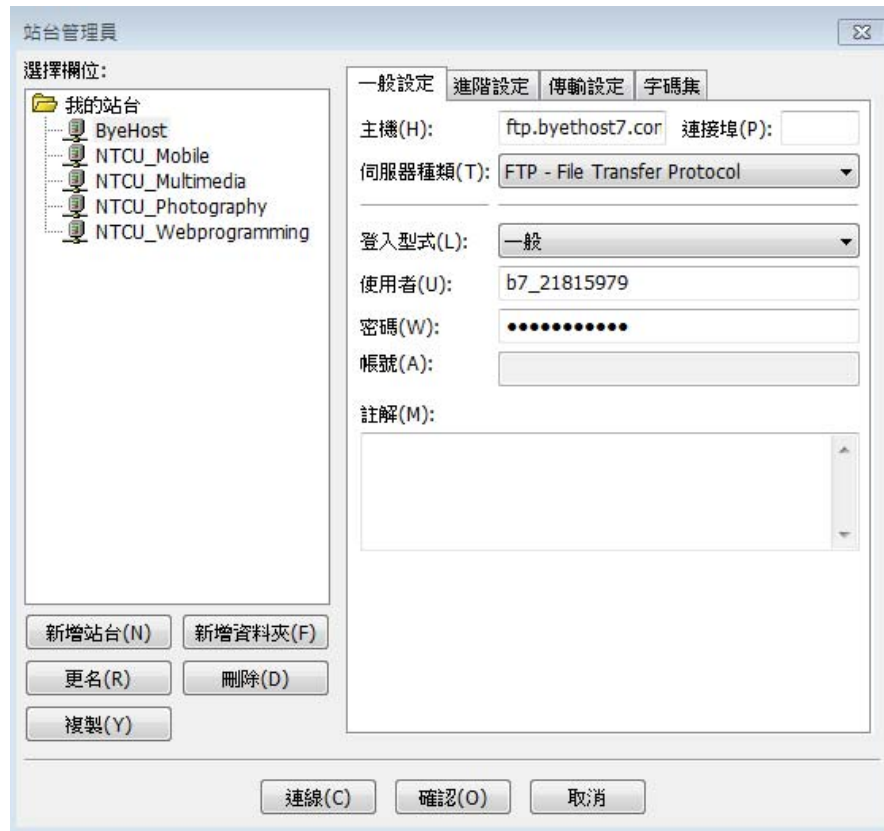 站台管理員
選擇欄位:
我的站台
ByeHost
NTCU_Mobile
NTCU_Multimedia
NTCU_Photography
NTCU_Webprogramming
新增站台(N) 新增資料夾(F)
更名(R) 刪除(D)
複製(Y)
一般設定 進階設定 傳輸設定 字碼集
主機(H): ftp.byethost7.con 連接埠(P):
伺服器種類(T): FTP - File Transfer Protocol
登入型式(L): 一般
使用者(U): b7_21815979
密碼(W): ●●●●●●●●●●●
帳號(A):
註解(M):
連線(C) 確認(O) 取消